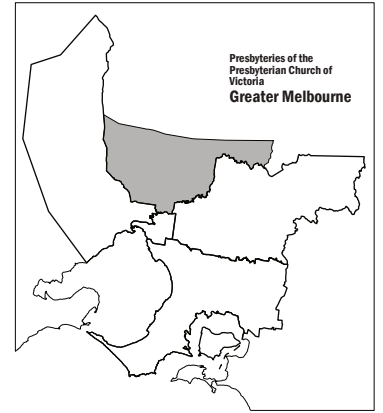 Presbyteries of the
Presbyterian Church of
Victoria
Greater Melbourne